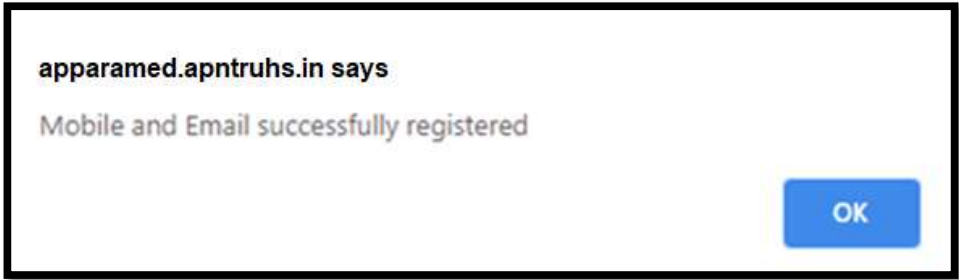 apparamed.apntruhs.in says
Mobile and Email successfully registered
OK